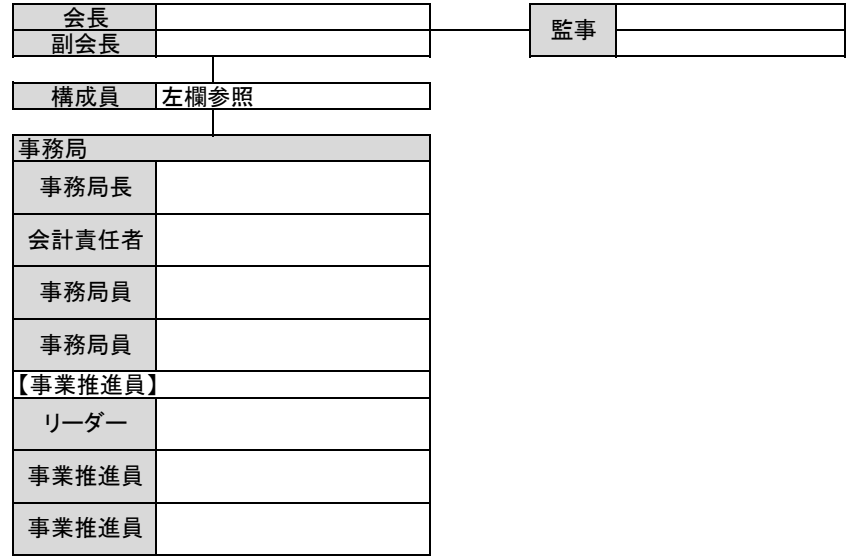 会長
副会長
監事
構成員 左欄参照
事務局
事務局長
会計責任者
事務局員
事務局員
【事業推進員】
リーダー
事業推進員
事業推進員